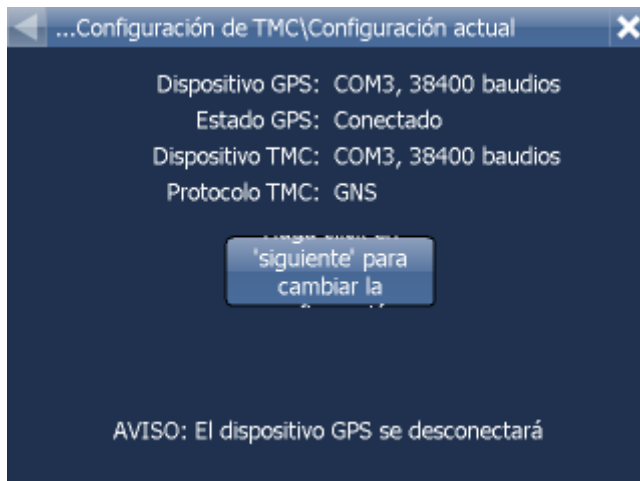 ...Configuración de TMC\Configuración actual
Dispositivo GPS: COM3, 38400 baudios
Estado GPS: Conectado
Dispositivo TMC: COM3, 38400 baudios
Protocolo TMC: GNS
'siguiente' para
cambiar la
AVISO: El dispositivo GPS se desconectará